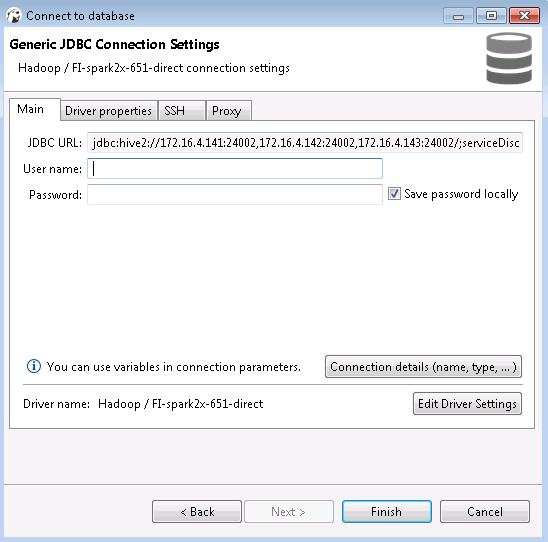 Connect to database
Generic JDBC Connection Settings
Hadoop / FI-spark2x-651-direct connection settings
Main Driver properties SSH Proxy
JDBC URL: jdbc:hive2://172.16.4.141:24002,172.16.4.142:24002,172.16.4.143:24002/;serviceDisc
User name:
Password: Save password locally
You can use variables in connection parameters. Connection details (name, type, ... )
Driver name: Hadoop / FI-spark2x-651-direct Edit Driver Settings
< Back Next > Finish Cancel